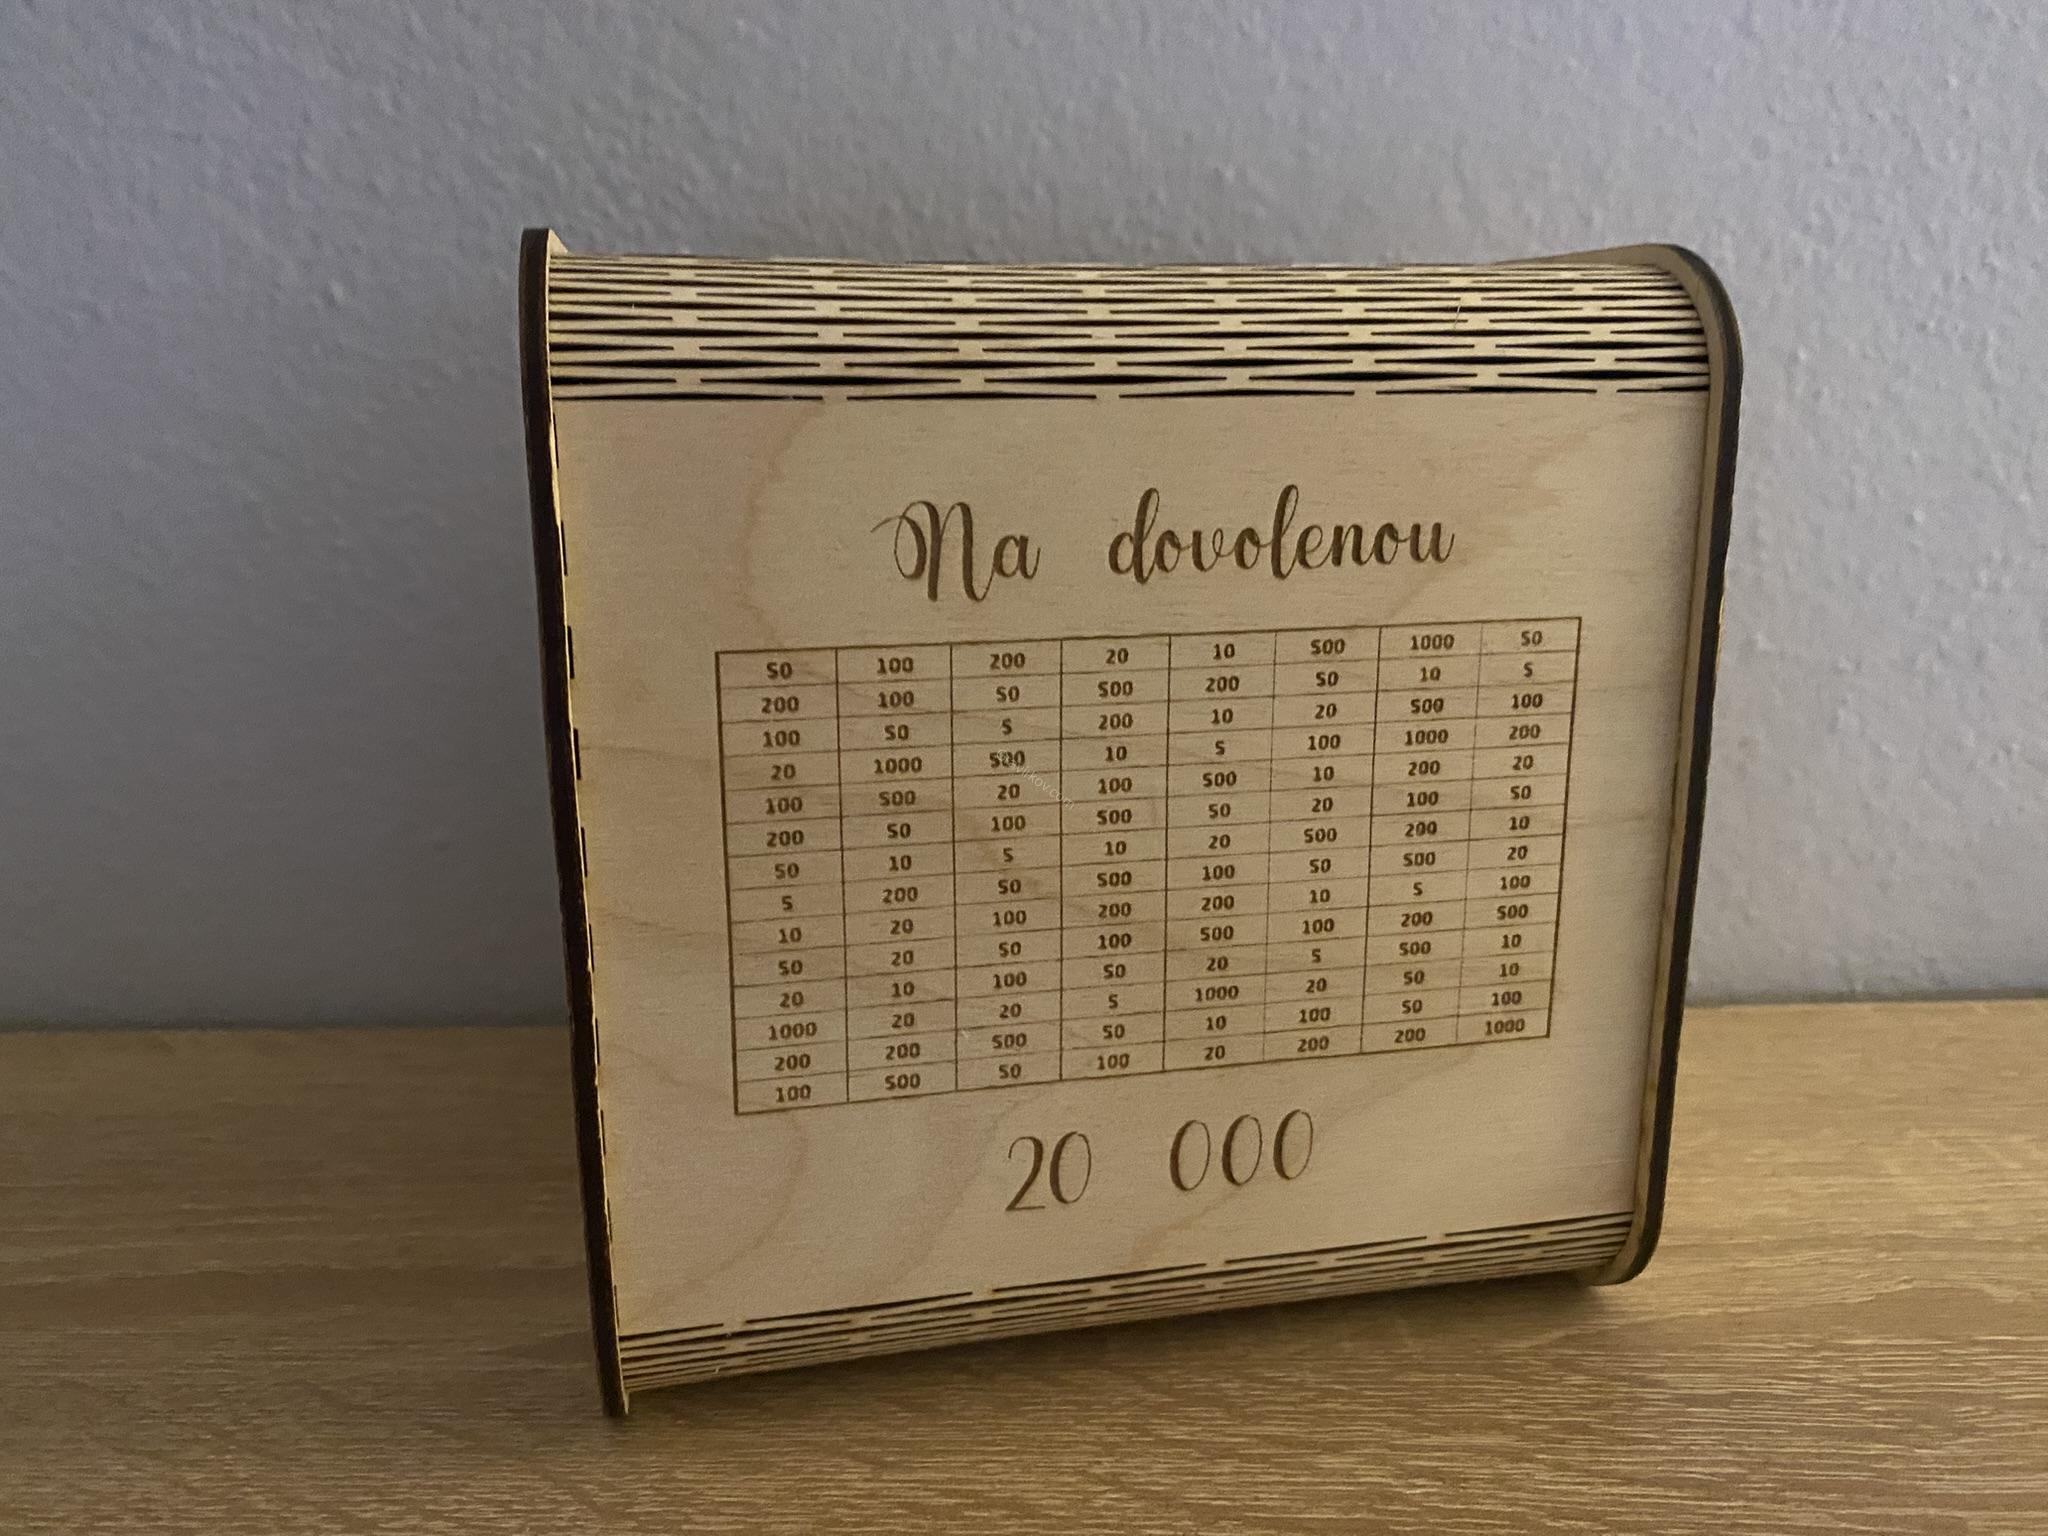 Na dovolenou
50 100 200 20 10 500 1000 50
200 100 50 500 200 50 10 5
100 50 5 200 10 20 500 100
20 1000 500 10 5 100 1000 200
100 500 20 100 500 10 200 20
200 50 100 500 50 20 100 50
50 10 5 10 20 500 200 10
5 200 50 500 100 50 500 20
10 20 100 200 200 10 5 100
50 20 50 100 500 100 200 500
20 10 100 50 20 5 500 10
1000 20 20 5 1000 20 50 10
200 200 500 50 10 100 50 100
100 500 50 100 20 200 200 1000
20 000